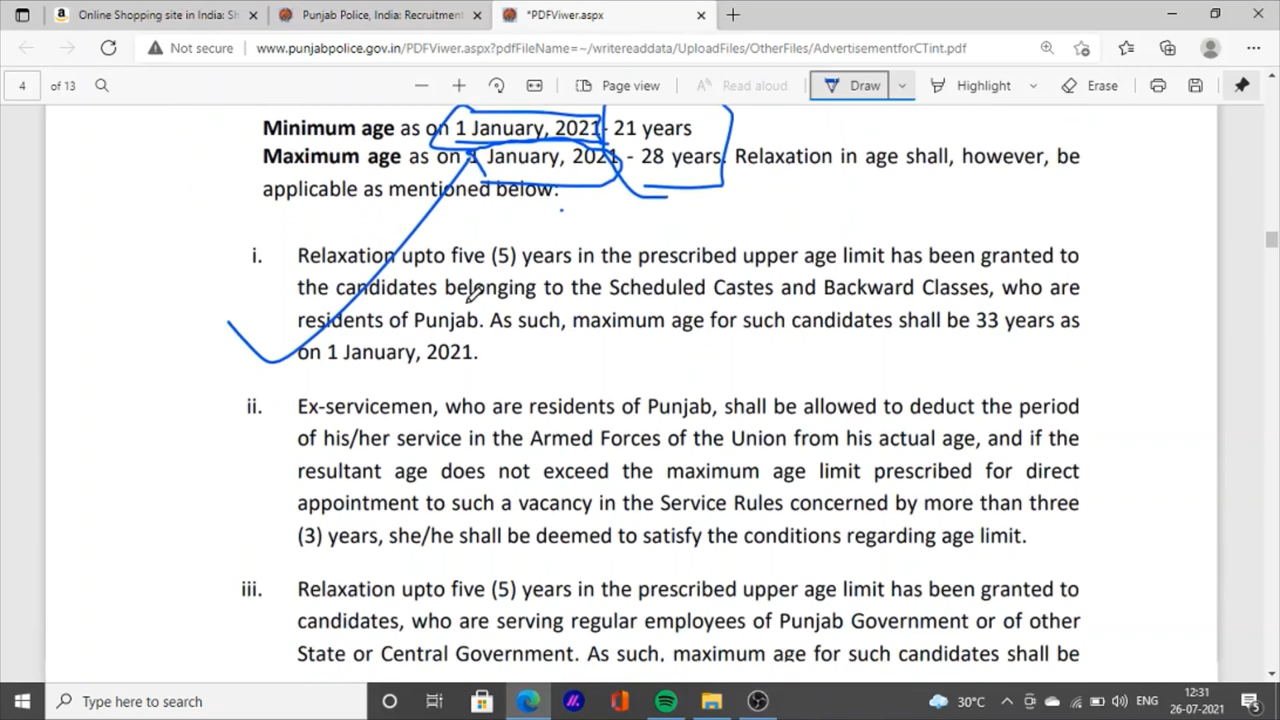 Online Shopping site in India: Sh
Punjab Police, India: Recruitment
*PDFViwer.aspx
Not secure
www.punjabpolice.gov.in/PDFViwer.aspx?pdfFileName=~/writereaddata/UploadFiles/OtherFiles/AdvertisementforCTint.pdf
4 of 13
Page view
Read aloud
Draw
Highlight
Erase
Minimum age as on 1 January, 2021- 21 years
Maximum age as on 1 January, 2021 - 28 years. Relaxation in age shall, however, be
applicable as mentioned below:
i. Relaxation upto five (5) years in the prescribed upper age limit has been granted to
the candidates belonging to the Scheduled Castes and Backward Classes, who are
residents of Punjab. As such, maximum age for such candidates shall be 33 years as
on 1 January, 2021.
ii. Ex-servicemen, who are residents of Punjab, shall be allowed to deduct the period
of his/her service in the Armed Forces of the Union from his actual age, and if the
resultant age does not exceed the maximum age limit prescribed for direct
appointment to such a vacancy in the Service Rules concerned by more than three
(3) years, she/he shall be deemed to satisfy the conditions regarding age limit.
iii. Relaxation upto five (5) years in the prescribed upper age limit has been granted to
candidates, who are serving regular employees of Punjab Government or of other
State or Central Government. As such, maximum age for such candidates shall be
Type here to search
30°C
ENG
12:31
26-07-2021
5